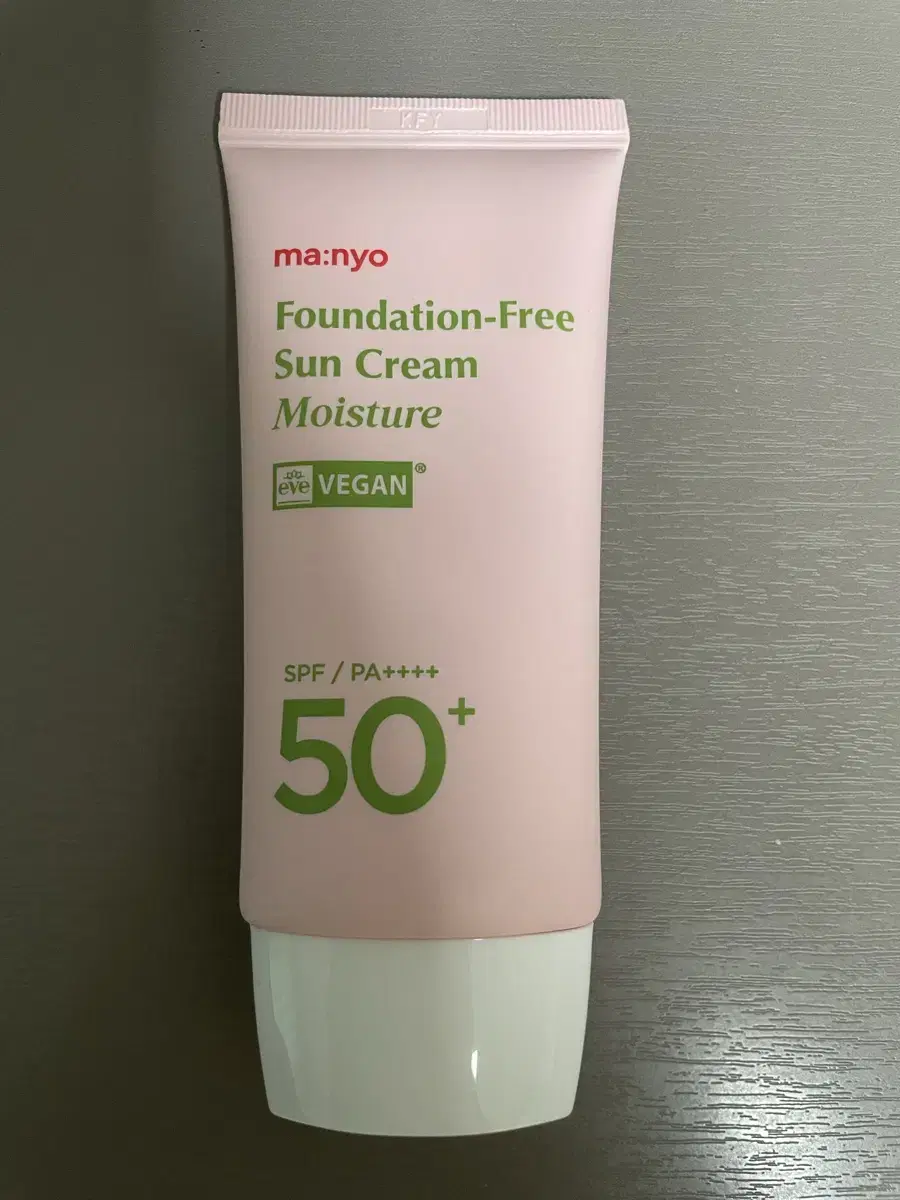 ma:nyo
Foundation-Free
Sun Cream
Moisture
eve VEGAN®
SPF / PA++++
50+